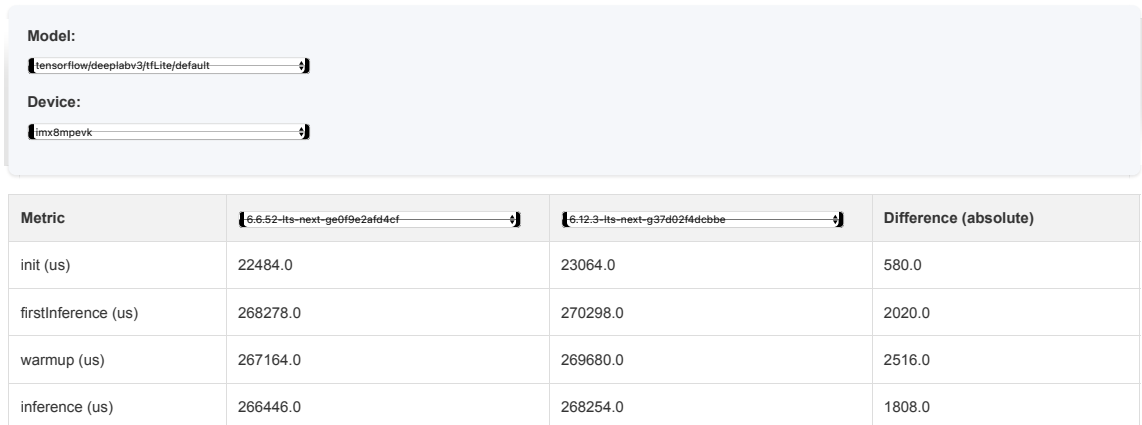 Model:
tensorflow/deeplabv3/tfLite/default
Device:
imx8mpevk
Metric 6.6.52-lts-next-ge0f9e2afd4cf 6.12.3-lts-next-g37d02f4dcbbe Difference (absolute)
init (us) 22484.0 23064.0 580.0
firstInference (us) 268278.0 270298.0 2020.0
warmup (us) 267164.0 269680.0 2516.0
inference (us) 266446.0 268254.0 1808.0